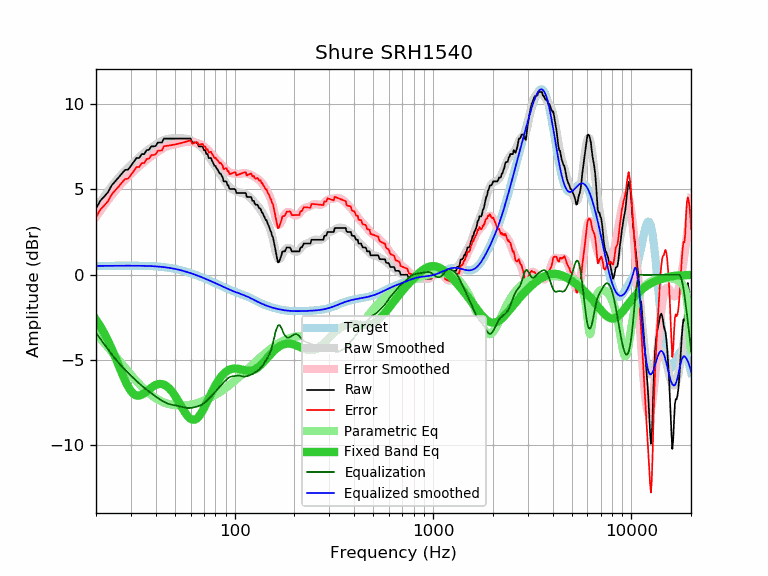 Shure SRH1540
Amplitude (dBr)
10
5
0
−5
−10
Target
Raw Smoothed
Error Smoothed
Raw
Error
Parametric Eq
Fixed Band Eq
Equalization
Equalized smoothed
100
1000
10000
Frequency (Hz)